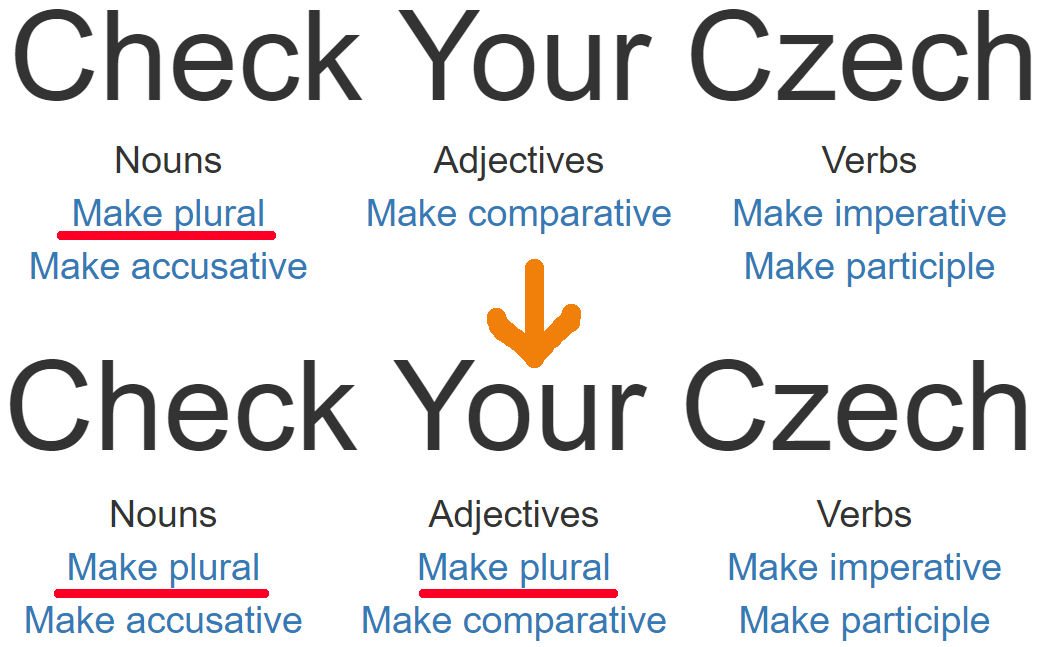 Check Your Czech
Nouns Adjectives Verbs
Make plural Make comparative Make imperative
Make accusative Make participle
Check Your Czech
Nouns Adjectives Verbs
Make plural Make plural Make imperative
Make accusative Make comparative Make participle